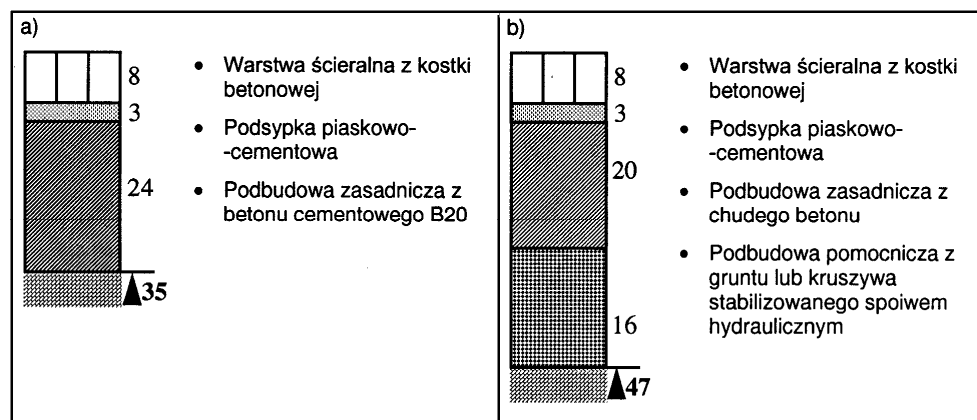 a)
8
3
24
35
• Warstwa ścieralna z kostki
betonowej
• Podsypka piaskowo-
-cementowa
• Podbudowa zasadnicza z
betonu cementowego B20
b)
8
3
20
16
47
• Warstwa ścieralna z kostki
betonowej
• Podsypka piaskowo-
-cementowa
• Podbudowa zasadnicza z
chudego betonu
• Podbudowa pomocnicza z
gruntu lub kruszywa
stabilizowanego spoiwem
hydraulicznym